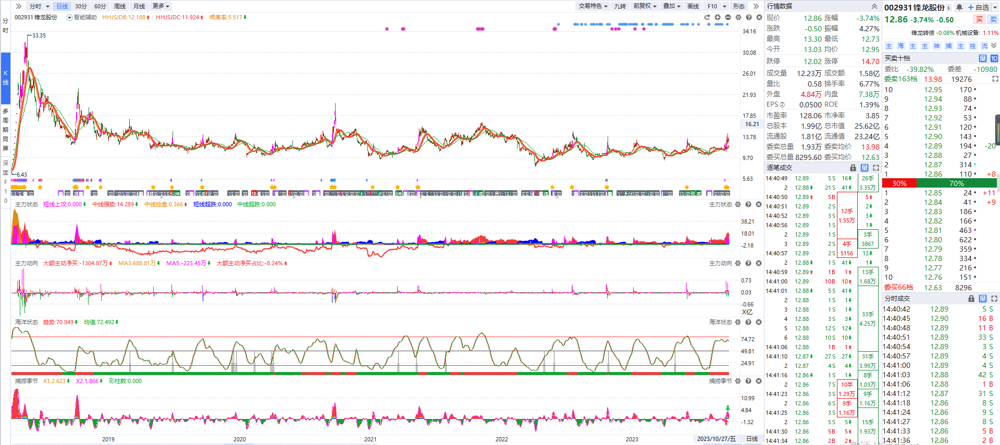 分时 日线 30分 60分 周线 月线 更多 交易特色 九转 前复权 叠加 画线 F10 形态
002931 锋龙股份 智能辅助 HHJSJDB:12.188 HHJSJDC:11.924 乖离率:5.517
分时
K线
多周期同屏
深度F10
33.35
6.43
34.16
30.08
26.01
21.93
17.85
16.21
13.78
9.70
5.63
主力状态 短线上攻:0.000 中线强势:14.289 中线控盘:0.366 短线超跌:0.000 中线超跌:0.000 主力状态
38.21
18.01
-2.18
主力动向 大额主动净买:-1304.87万 MA3:688.81万 MA5:-223.45万 大额主动净买占比:-8.24% 主力动向
0.73
0.03
-0.66
X亿
海洋状态 趋势:70.849 均值:72.492 海洋状态
74.72
49.81
24.91
捕捞季节 X1:2.623 X2:1.866 彩柱数:0.000 捕捞季节
10.99
4.84
-1.32
2019 2020 2021 2022 2023 2023/10/27/五 日线
行情数据
现价 12.86 涨幅 -3.74%
涨跌 -0.50 振幅 4.27%
最高 13.30 最低 12.73
今开 13.03 均价 12.95
跌停 12.02 涨停 14.70
成交量 12.23万 成交额 1.58亿
量比 0.58 换手率 6.77%
外盘 4.84万 内盘 7.38万
EPS② 0.0500 ROE 1.39%
市盈率 128.06 市净率 3.85
总股本 1.99亿 总市值 25.62亿
流通股 1.81亿 流通值 23.24亿
委卖总量 1.93万 委卖均价 13.98
委买总量 8295.60 委买均价 12.63
逐笔成交
14:40:49 12.89 5 S 16 26手
2 12.88 21 S 41 3.35万
14:40:50 12.89 5 B 5
14:40:51 12.89 2 S 2
12手
14:40:52 12.89 3 S 3
1.55万
14:40:56 12.89 1 S 1
2 12.89 1 S 3手
3 12.89 2 S 4手 3867
14:40:57 12.89 2 S 5156 13
2 12.88 1 S 41 1
14:40:59 12.89 1 B 1 13手
14:41:00 12.89 10 B 10 1.68万
14:41:01 12.88 5 S 41
2 12.88 1 S 1
3 12.88 1 S 1
33手
4 12.88 3 S 3
4.25万
5 12.88 12 S 12
6 12.88 10 S 10
14:41:06 12.88 1 B 1
14:41:10 12.87 27 S 27 31手
2 12.87 4 S 4 3.99万
14:41:16 12.86 1 S 1 8手
2 12.86 7 S 10手 1.03万
14:41:23 12.86 3 S 1.29万 9手
2 12.86 6 S 9手 1.16万
14:41:25 12.86 3 S 1.16万
2 12.86 5 S 5 15手
14:41:30 12.86 5 B 5 1.93万
14:41:34 12.86 2 B 2
002931 锋龙股份 自选
12.86 -3.74% -0.50 买 卖
锋龙转债 -0.08% 机械设备: 1.11%
主 海 主 主 神 捕 主 控 流
买卖十档 量 10
委比 -39.82% 委差 -10980
委卖163档 13.98 19276
10 12.95 170
9 12.94 88
8 12.93 74
7 12.92 53
6 12.91 120
5 12.90 143
4 12.89 194 -20
3 12.88 27
2 12.87 314
1 12.86 110 +8
30% 70%
1 12.85 24 +11
2 12.84 41 +9
3 12.83 186
4 12.82 166
5 12.81 463
6 12.80 622
7 12.79 359
8 12.78 334
9 12.77 216
10 12.76 151
委买66档 12.63 8296
分时成交 量
14:40:42 12.89 5 S
14:40:45 12.90 16 B
14:40:48 12.89 11 B
14:40:51 12.89 33 S
14:40:54 12.89 3 S
14:40:57 12.89 4 S
14:41:00 12.89 4 S
14:41:03 12.88 42 S
14:41:06 12.88 1 B
14:41:12 12.87 31 S
14:41:18 12.86 8 S
14:41:24 12.86 9 S
14:41:27 12.86 8 S
14:41:33 12.86 5 B
14:41:36 12.86 2 B